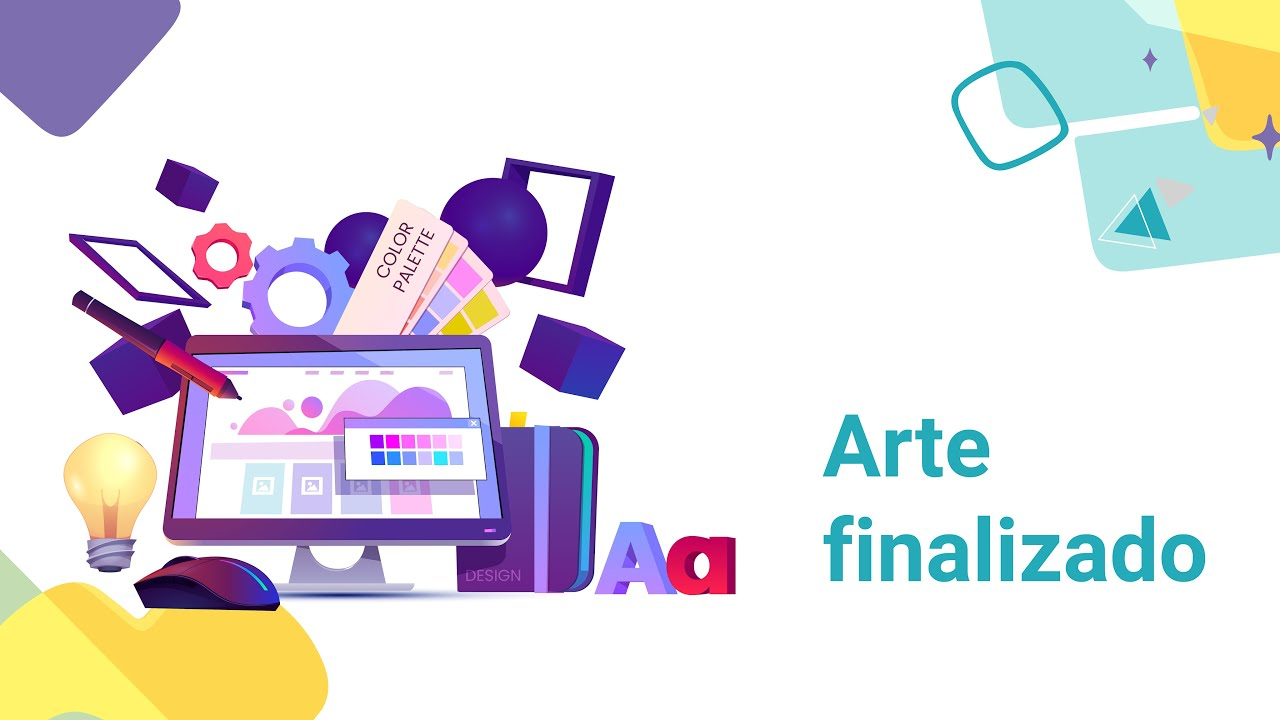 COLOR
PALETTE
DESIGN
Aa
Arte
finalizado